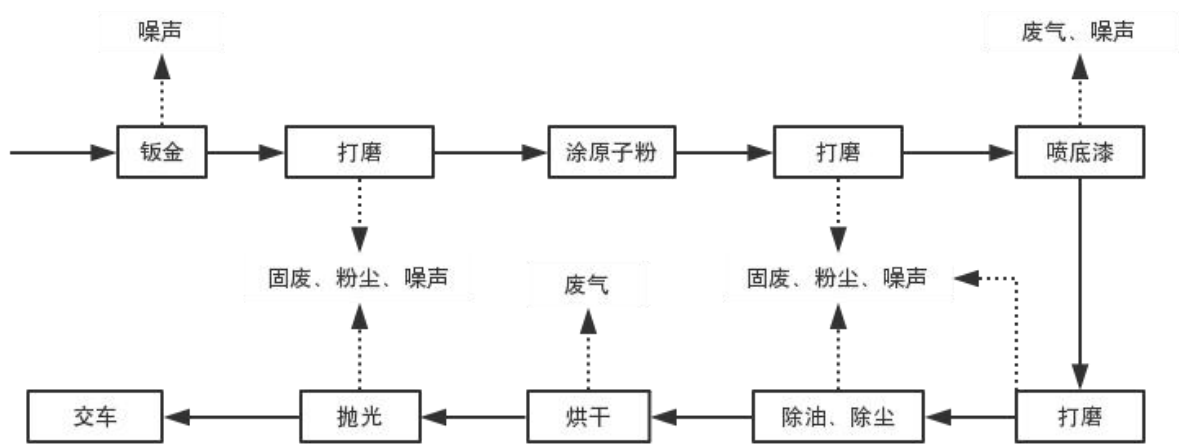 噪声
废气、噪声
钣金
打磨
涂原子粉
打磨
喷底漆
固废、粉尘、噪声
废气
固废、粉尘、噪声
交车
抛光
烘干
除油、除尘
打磨